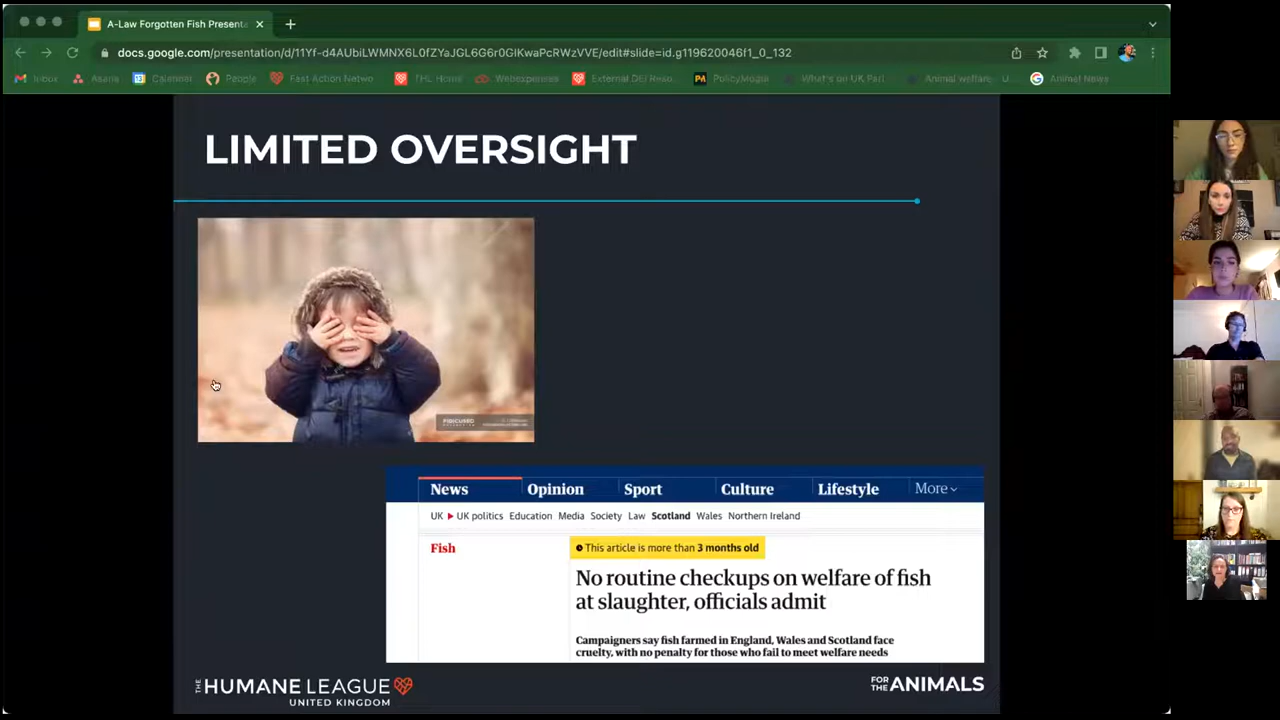 A-Law Forgotten Fish Presenta
docs.google.com/presentation/d/11Yf-d4AUbiLWMNX6L0fZYaJGL6G6r0GIKwaPcRWzVVE/edit#slide=id.g119620046f1_0_132
Inbox Asana Calendar People Fast Action Netwo THL Home Webexpenses External DE/ Reso PolicyMogul What's on UK Parl Animal welfare U Animal News
LIMITED OVERSIGHT
News Opinion Sport Culture Lifestyle More
UK UK politics Education Media Society Law Scotland Wales Northern Ireland
Fish
This article is more than 3 months old
No routine checkups on welfare of fish
at slaughter, officials admit
Campaigners say fish farmed in England, Wales and Scotland face
cruelty, with no penalty for those who fail to meet welfare needs
THE HUMANE LEAGUE
UNITED KINGDOM
FOR THE ANIMALS